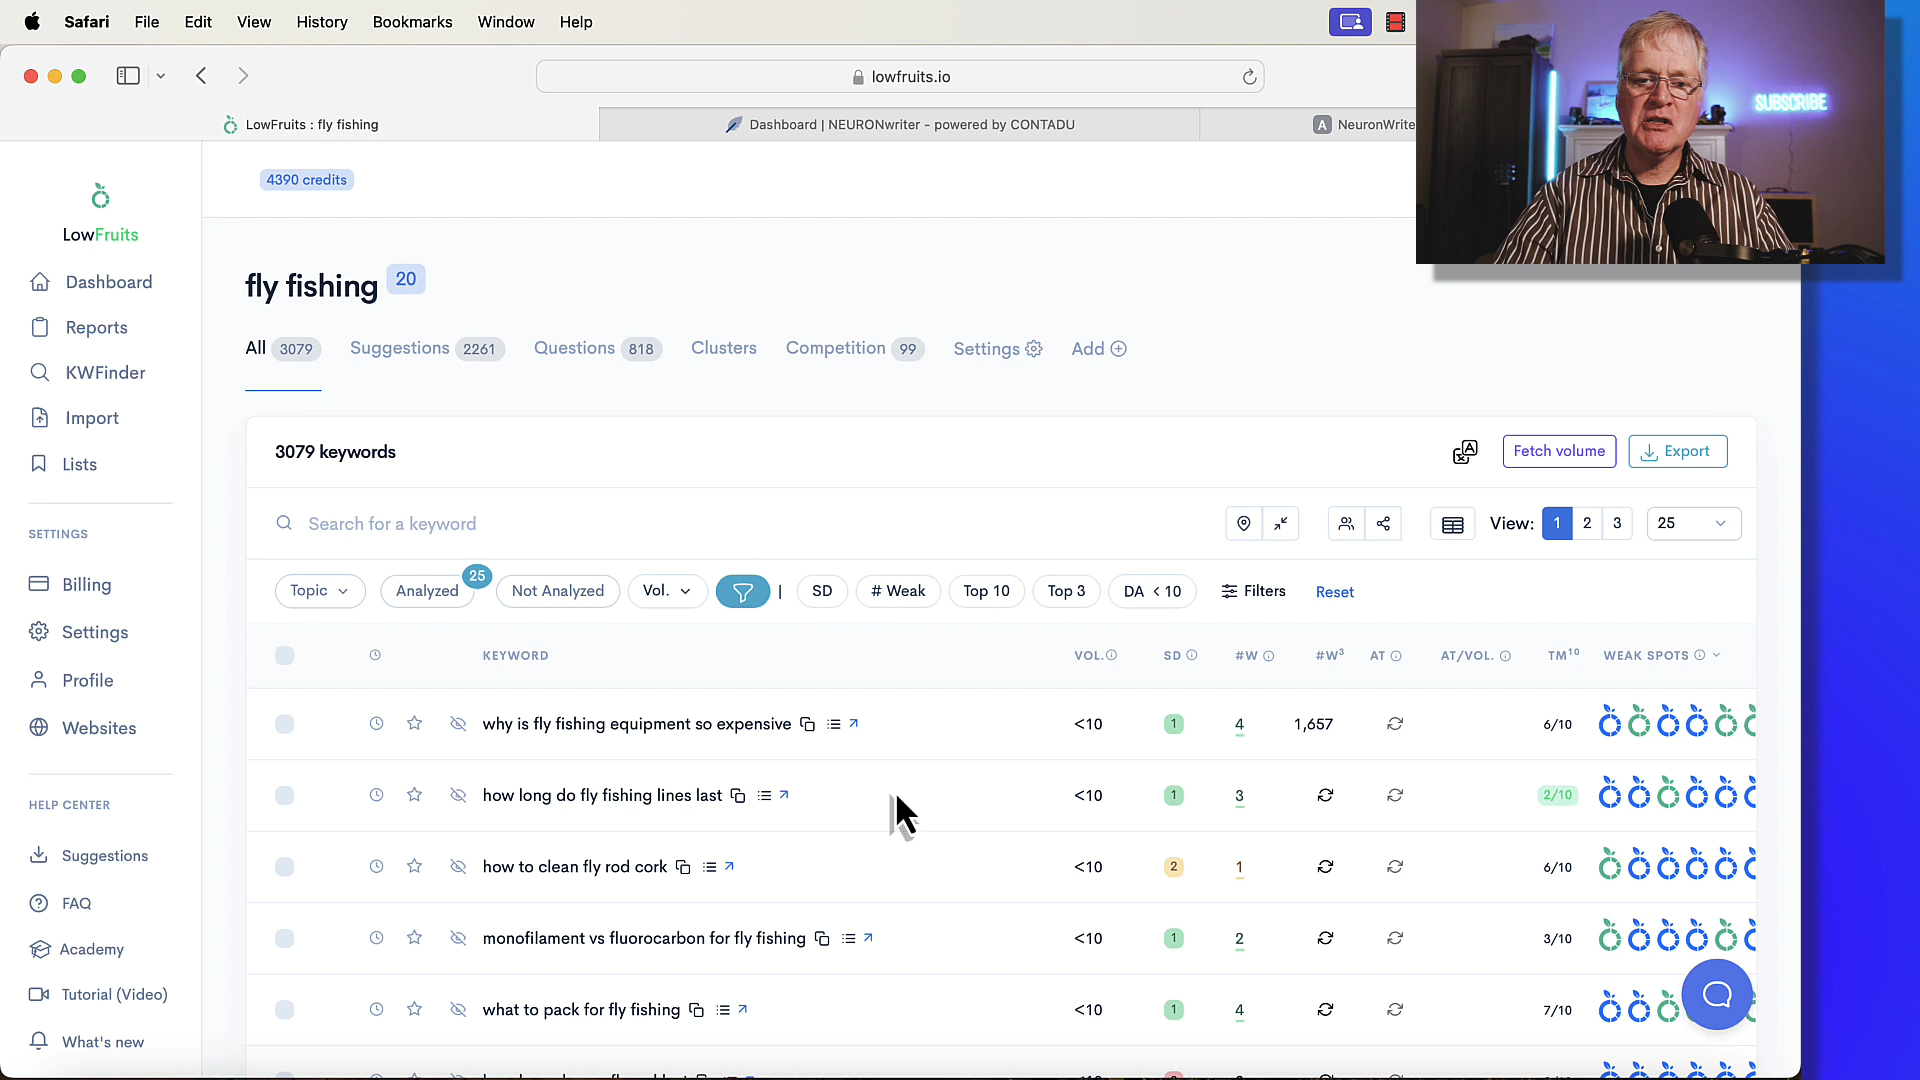 Safari File Edit View History Bookmarks Window Help
lowfruits.io
LowFruits : fly fishing
Dashboard | NEURONwriter - powered by CONTADU
A NeuronWrite
SUBSCRIBE
4390 credits
LowFruits
Dashboard
Reports
KWFinder
Import
Lists
SETTINGS
Billing
Settings
Profile
Websites
HELP CENTER
Suggestions
FAQ
Academy
Tutorial (Video)
What's new
fly fishing 20
All 3079 Suggestions 2261 Questions 818 Clusters Competition 99 Settings Add
3079 keywords
Fetch volume Export
Search for a keyword
View: 1 2 3 25
Topic Analyzed 25 Not Analyzed Vol. | SD # Weak Top 10 Top 3 DA < 10 Filters Reset
KEYWORD VOL. SD #W #W3 AT AT/VOL. TM10 WEAK SPOTS
why is fly fishing equipment so expensive <10 1 4 1,657 6/10
how long do fly fishing lines last <10 1 3 2/10
how to clean fly rod cork <10 2 1 6/10
monofilament vs fluorocarbon for fly fishing <10 1 2 3/10
what to pack for fly fishing <10 1 4 7/10